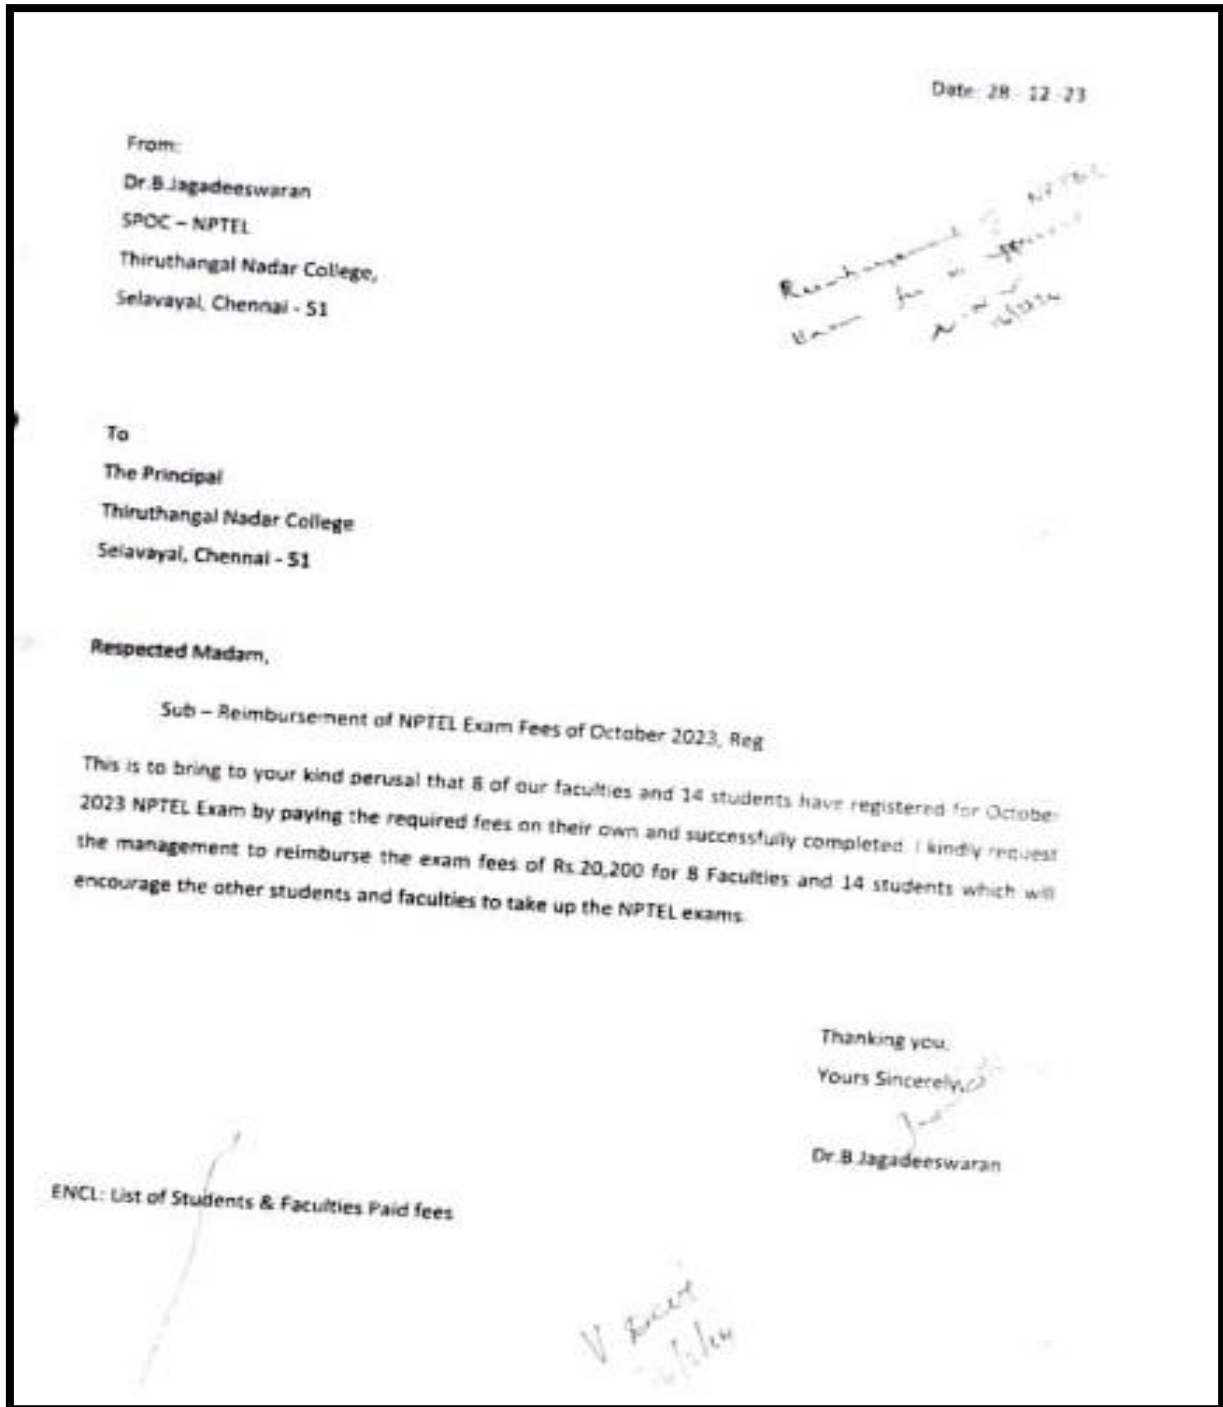 Date: 28 - 12 -23
From:
Dr.B.Jagadeeswaran
SPOC – NPTEL
Thiruthangal Nadar College,
Selavayal, Chennai - 51
NPTEL
To
The Principal
Thiruthangal Nadar College
Selavayal, Chennai - 51
Respected Madam,
Sub – Reimbursement of NPTEL Exam Fees of October 2023, Reg
This is to bring to your kind perusal that 8 of our faculties and 14 students have registered for October
2023 NPTEL Exam by paying the required fees on their own and successfully completed. I kindly request
the management to reimburse the exam fees of Rs.20,200 for 8 Faculties and 14 students which will
encourage the other students and faculties to take up the NPTEL exams.
Thanking you,
Yours Sincerely,
Dr.B.Jagadeeswaran
ENCL: List of Students & Faculties Paid fees